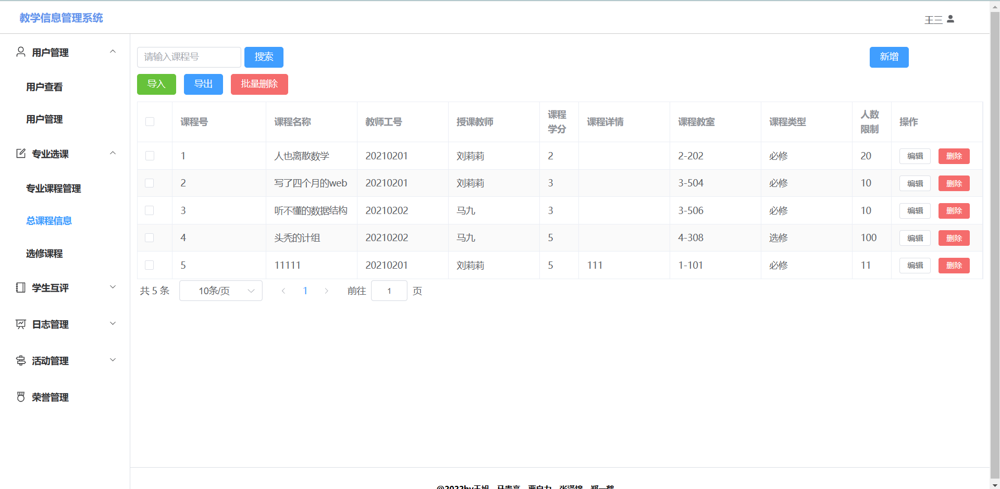 教学信息管理系统
王三
用户管理
用户查看
用户管理
专业选课
专业课程管理
总课程信息
选修课程
学生互评
日志管理
活动管理
荣誉管理
请输入课程号 搜索 新增
导入 导出 批量删除
课程号 课程名称 教师工号 授课教师 课程学分 课程详情 课程教室 课程类型 人数限制 操作
1 人也离散数学 20210201 刘莉莉 2 2-202 必修 20 编辑 删除
2 写了四个月的web 20210201 刘莉莉 3 3-504 必修 10 编辑 删除
3 听不懂的数据结构 20210202 马九 3 3-506 必修 10 编辑 删除
4 头秃的计组 20210202 马九 5 4-308 选修 100 编辑 删除
5 11111 20210201 刘莉莉 5 111 1-101 必修 11 编辑 删除
共 5 条 10条/页 1 前往 1 页
@2022by王旭